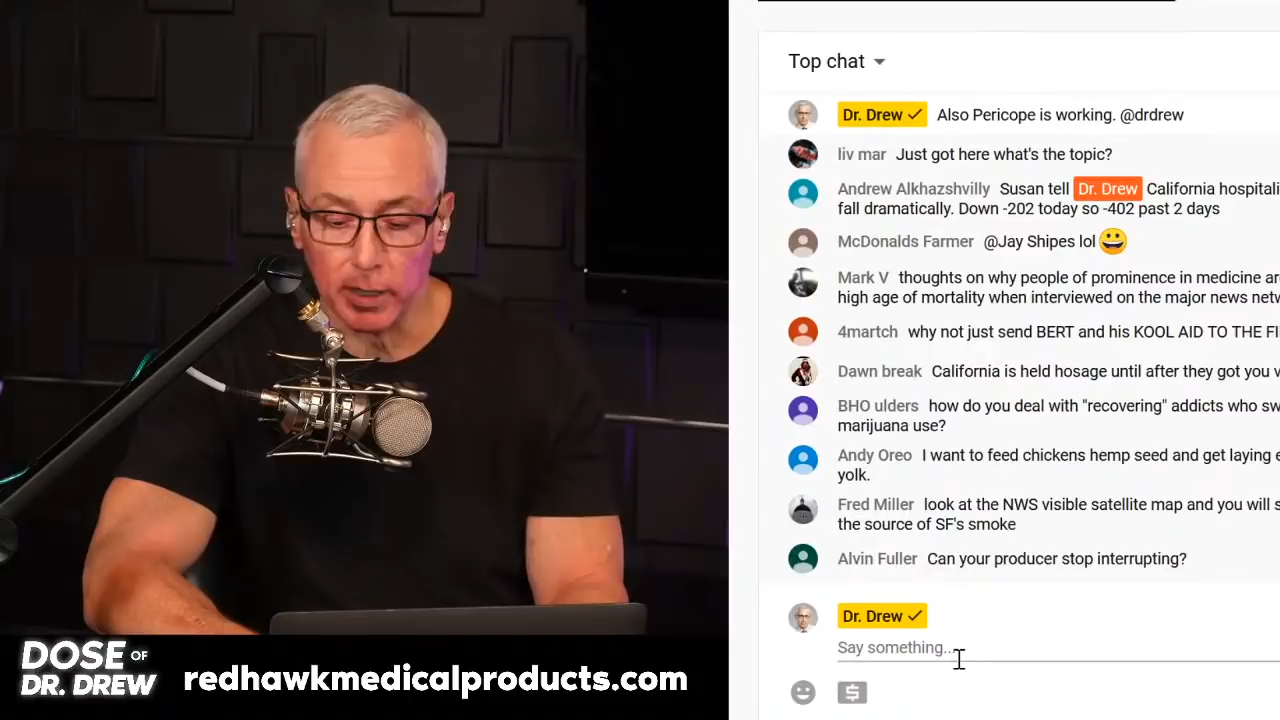 Top chat
Dr. Drew Also Pericope is working. @drdrew
liv mar Just got here what's the topic?
Andrew Alkhazshvilly Susan tell Dr. Drew California hospitali
fall dramatically. Down -202 today so -402 past 2 days
McDonalds Farmer @Jay Shipes lol
Mark V thoughts on why people of prominence in medicine are
high age of mortality when interviewed on the major news netw
4martch why not just send BERT and his KOOL AID TO THE FI
Dawn break California is held hosage until after they got you v
BHO ulders how do you deal with "recovering" addicts who sw
marijuana use?
Andy Oreo I want to feed chickens hemp seed and get laying e
yolk.
Fred Miller look at the NWS visible satellite map and you will s
the source of SF's smoke
Alvin Fuller Can your producer stop interrupting?
Dr. Drew
Say something...
DOSE OF
DR. DREW
redhawkmedicalproducts.com